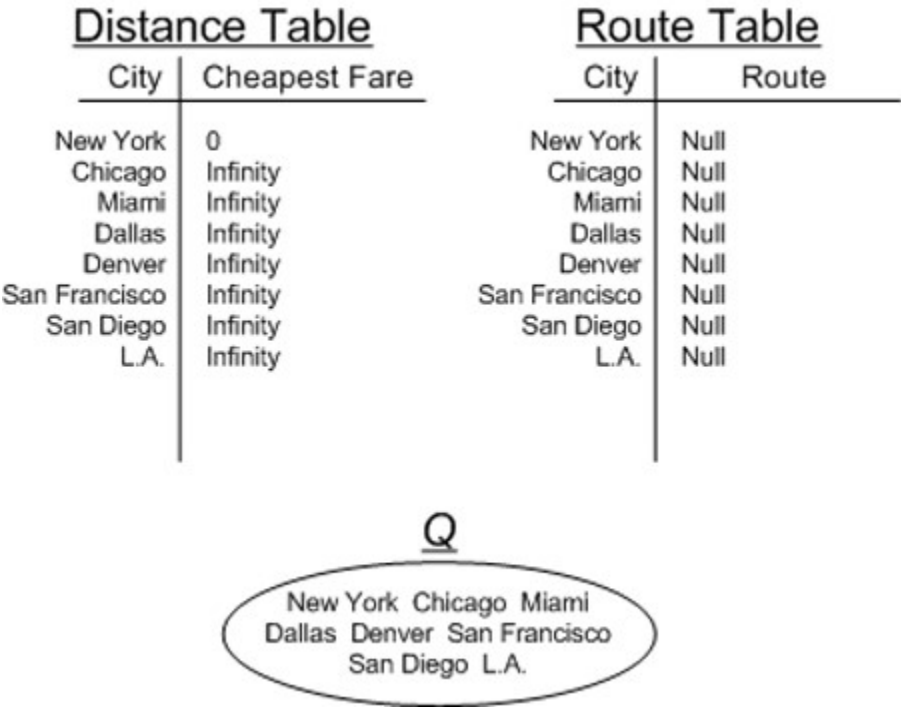 Distance Table
City Cheapest Fare
New York 0
Chicago Infinity
Miami Infinity
Dallas Infinity
Denver Infinity
San Francisco Infinity
San Diego Infinity
L.A. Infinity
Route Table
City Route
New York Null
Chicago Null
Miami Null
Dallas Null
Denver Null
San Francisco Null
San Diego Null
L.A. Null
Q
New York Chicago Miami
Dallas Denver San Francisco
San Diego L.A.